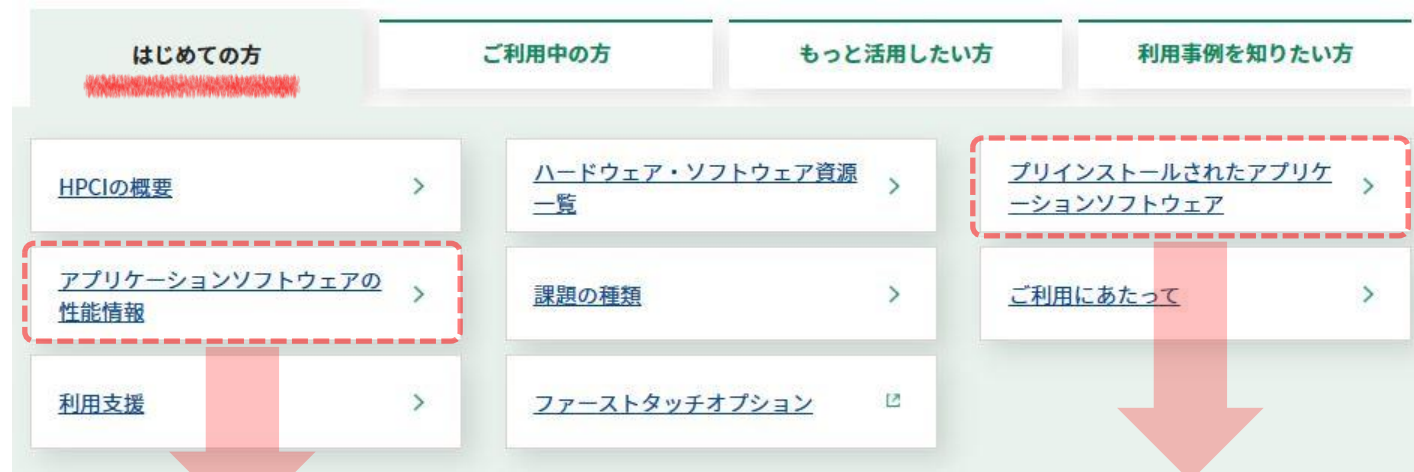 はじめての方
ご利用中の方
もっと活用したい方
利用事例を知りたい方
HPCIの概要
ハードウェア・ソフトウェア資源
一覧
プリインストールされたアプリケ
ーションソフトウェア
アプリケーションソフトウェアの
性能情報
課題の種類
ご利用にあたって
利用支援
ファーストタッチオプション